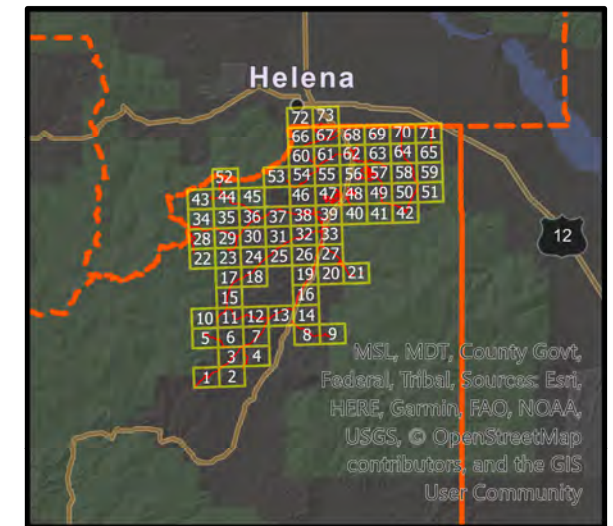 Helena
72 73
66 67 68 69 70 71
60 61 62 63 64 65
52 53 54 55 56 57 58 59
43 44 45 46 47 48 49 50 51
34 35 36 37 38 39 40 41 42
28 29 30 31 32 33
12
22 23 24 25 26 27
17 18 19 20 21
15 16
10 11 12 13 14
5 6 7 8 9
3 4
1 2
MSL, MDT, County Govt,
Federal, Tribal, Sources: Esri,
HERE, Garmin, FAO, NOAA,
USGS, © OpenStreetMap
contributors, and the GIS
User Community